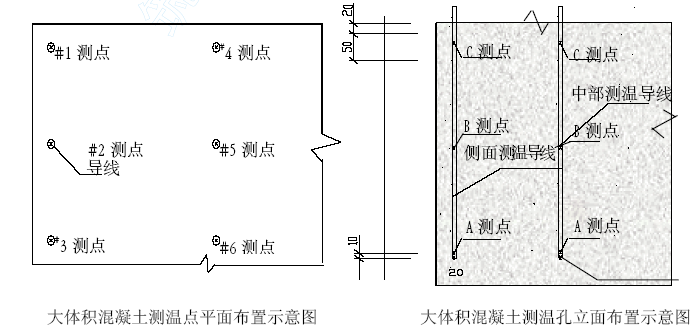 #1 测点
#4 测点
#2 测点
导线
#5 测点
#3 测点
#6 测点
大体积混凝土测温点平面布置示意图
20
50
10
C 测点
C 测点
中部测温导线
B 测点
B 测点
侧面测温导线
A 测点
A 测点
20
大体积混凝土测温孔立面布置示意图